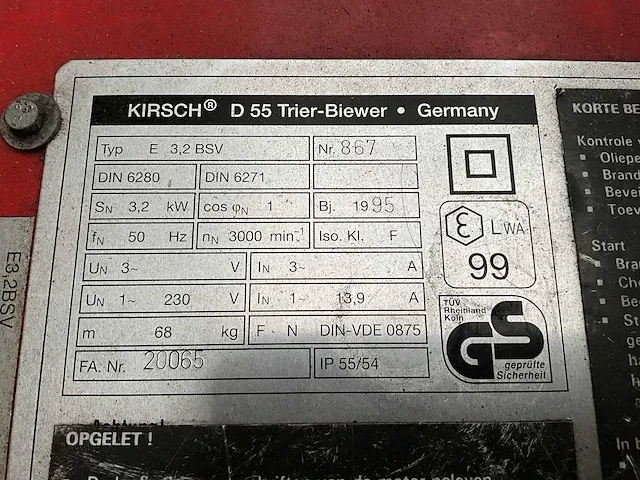 KIRSCH® D 55 Trier-Biewer • Germany
Typ E 3,2 BSV Nr. 867
DIN 6280 DIN 6271
SN 3,2 kW cos φN 1 Bj. 1995
fN 50 Hz nN 3000 min-1 Iso. Kl. F
UN 3~ V IN 3~ A
UN 1~ 230 V IN 1~ 13,9 A
m 68 kg F - N DIN-VDE 0875
FA. Nr. 20065 IP 55/54
ε LWA
99
TÜV
Rheinland
Köln
GS
geprüfte
Sicherheit
E3,2BSV
OPGELET !
KORTE BE
Kontrole
Oliepe
Brand
Bevei
Toev
Start
Bra
Che
Be
St
ge
ha
In b